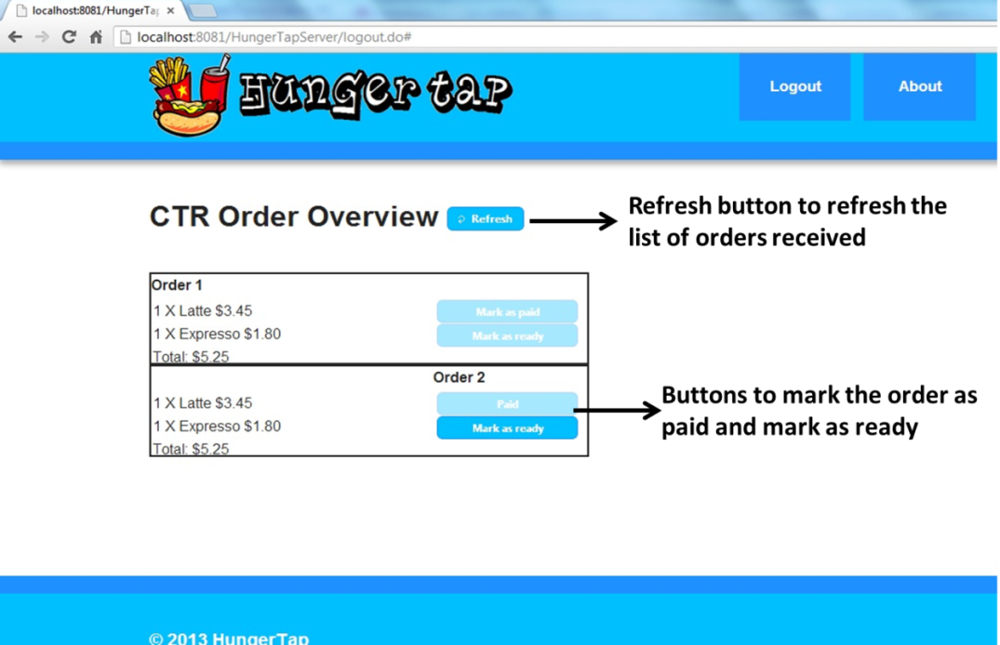 localhost:8081/HungerTap
localhost:8081/HungerTapServer/logout.do#
Hunger tap
Logout
About
CTR Order Overview
Refresh
Refresh button to refresh the
list of orders received
Order 1
1 X Latte $3.45
Mark as paid
1 X Expresso $1.80
Mark as ready
Total: $5.25
Order 2
1 X Latte $3.45
Paid
1 X Expresso $1.80
Mark as ready
Total: $5.25
Buttons to mark the order as
paid and mark as ready
© 2013 HungerTap